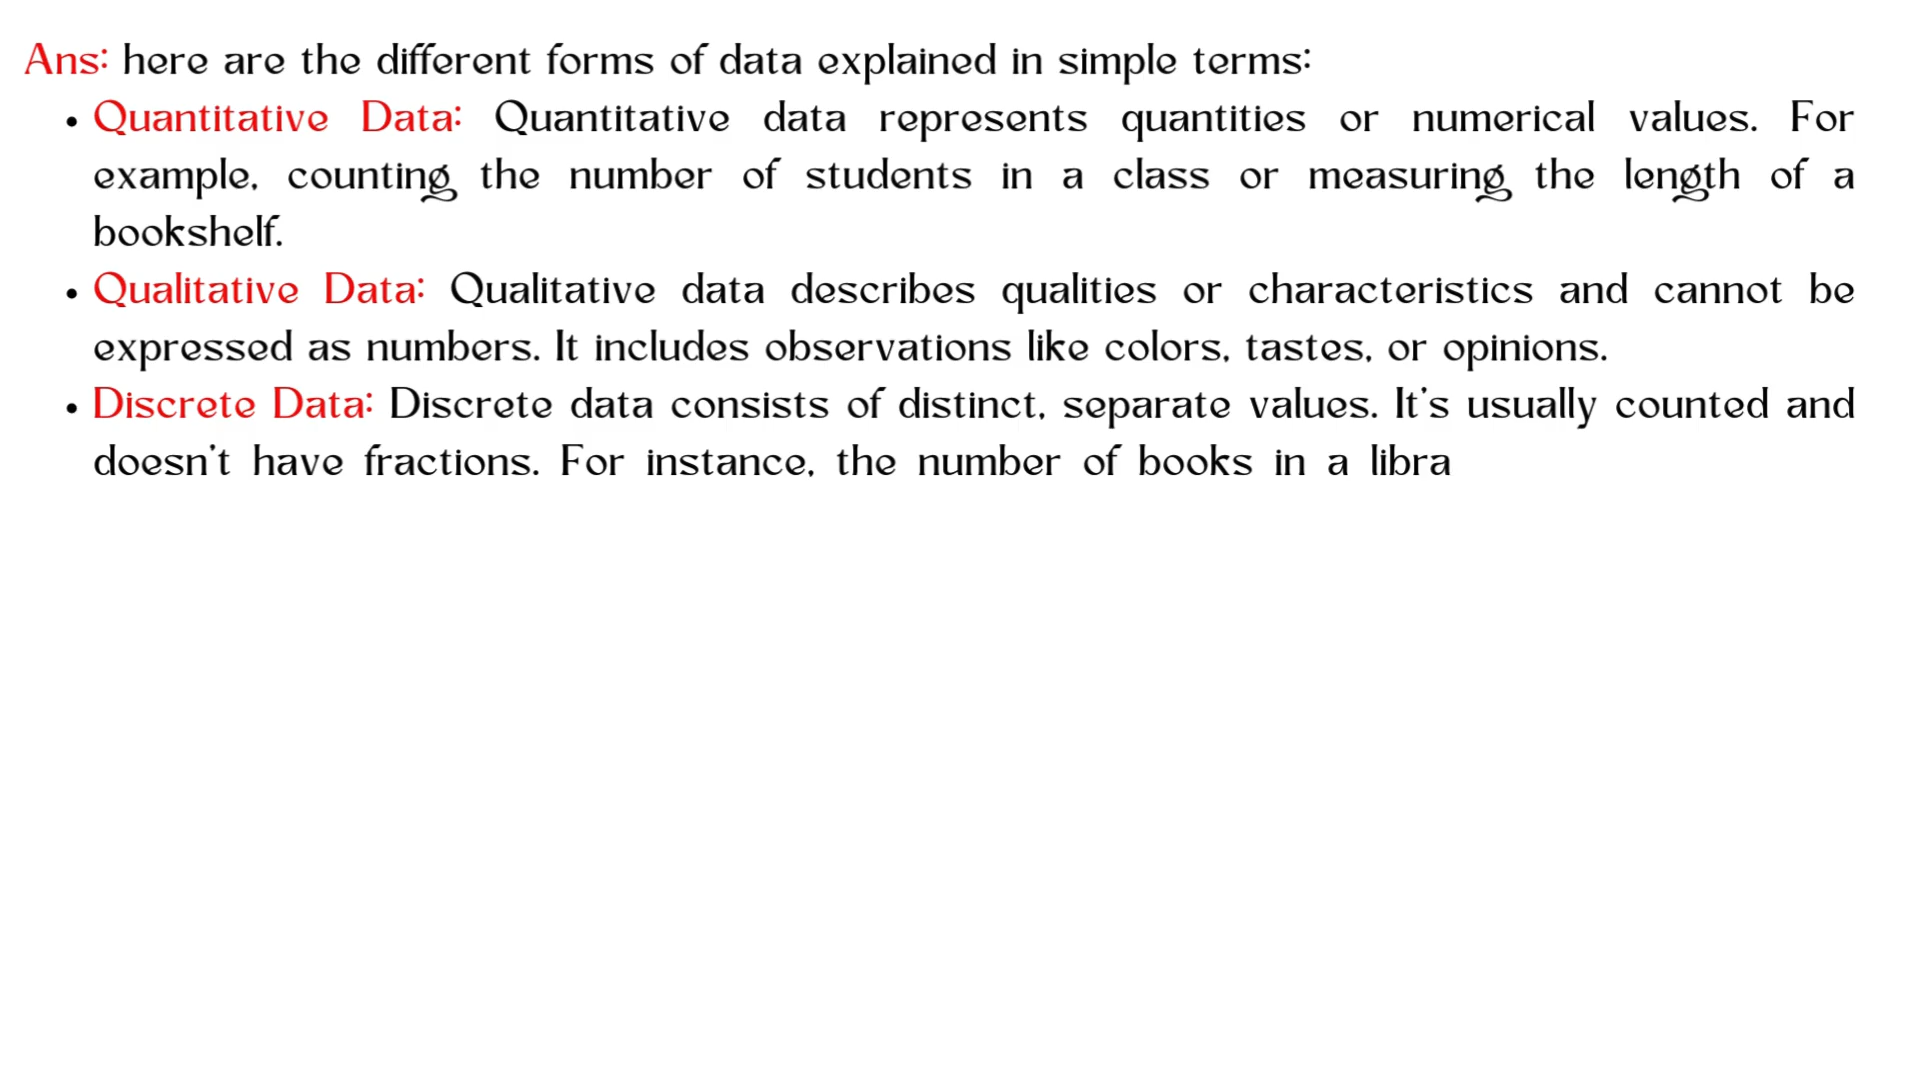 Ans: here are the different forms of data explained in simple terms:
• Quantitative Data: Quantitative data represents quantities or numerical values. For
example, counting the number of students in a class or measuring the length of a
bookshelf.
• Qualitative Data: Qualitative data describes qualities or characteristics and cannot be
expressed as numbers. It includes observations like colors, tastes, or opinions.
• Discrete Data: Discrete data consists of distinct, separate values. It's usually counted and
doesn't have fractions. For instance, the number of books in a libra